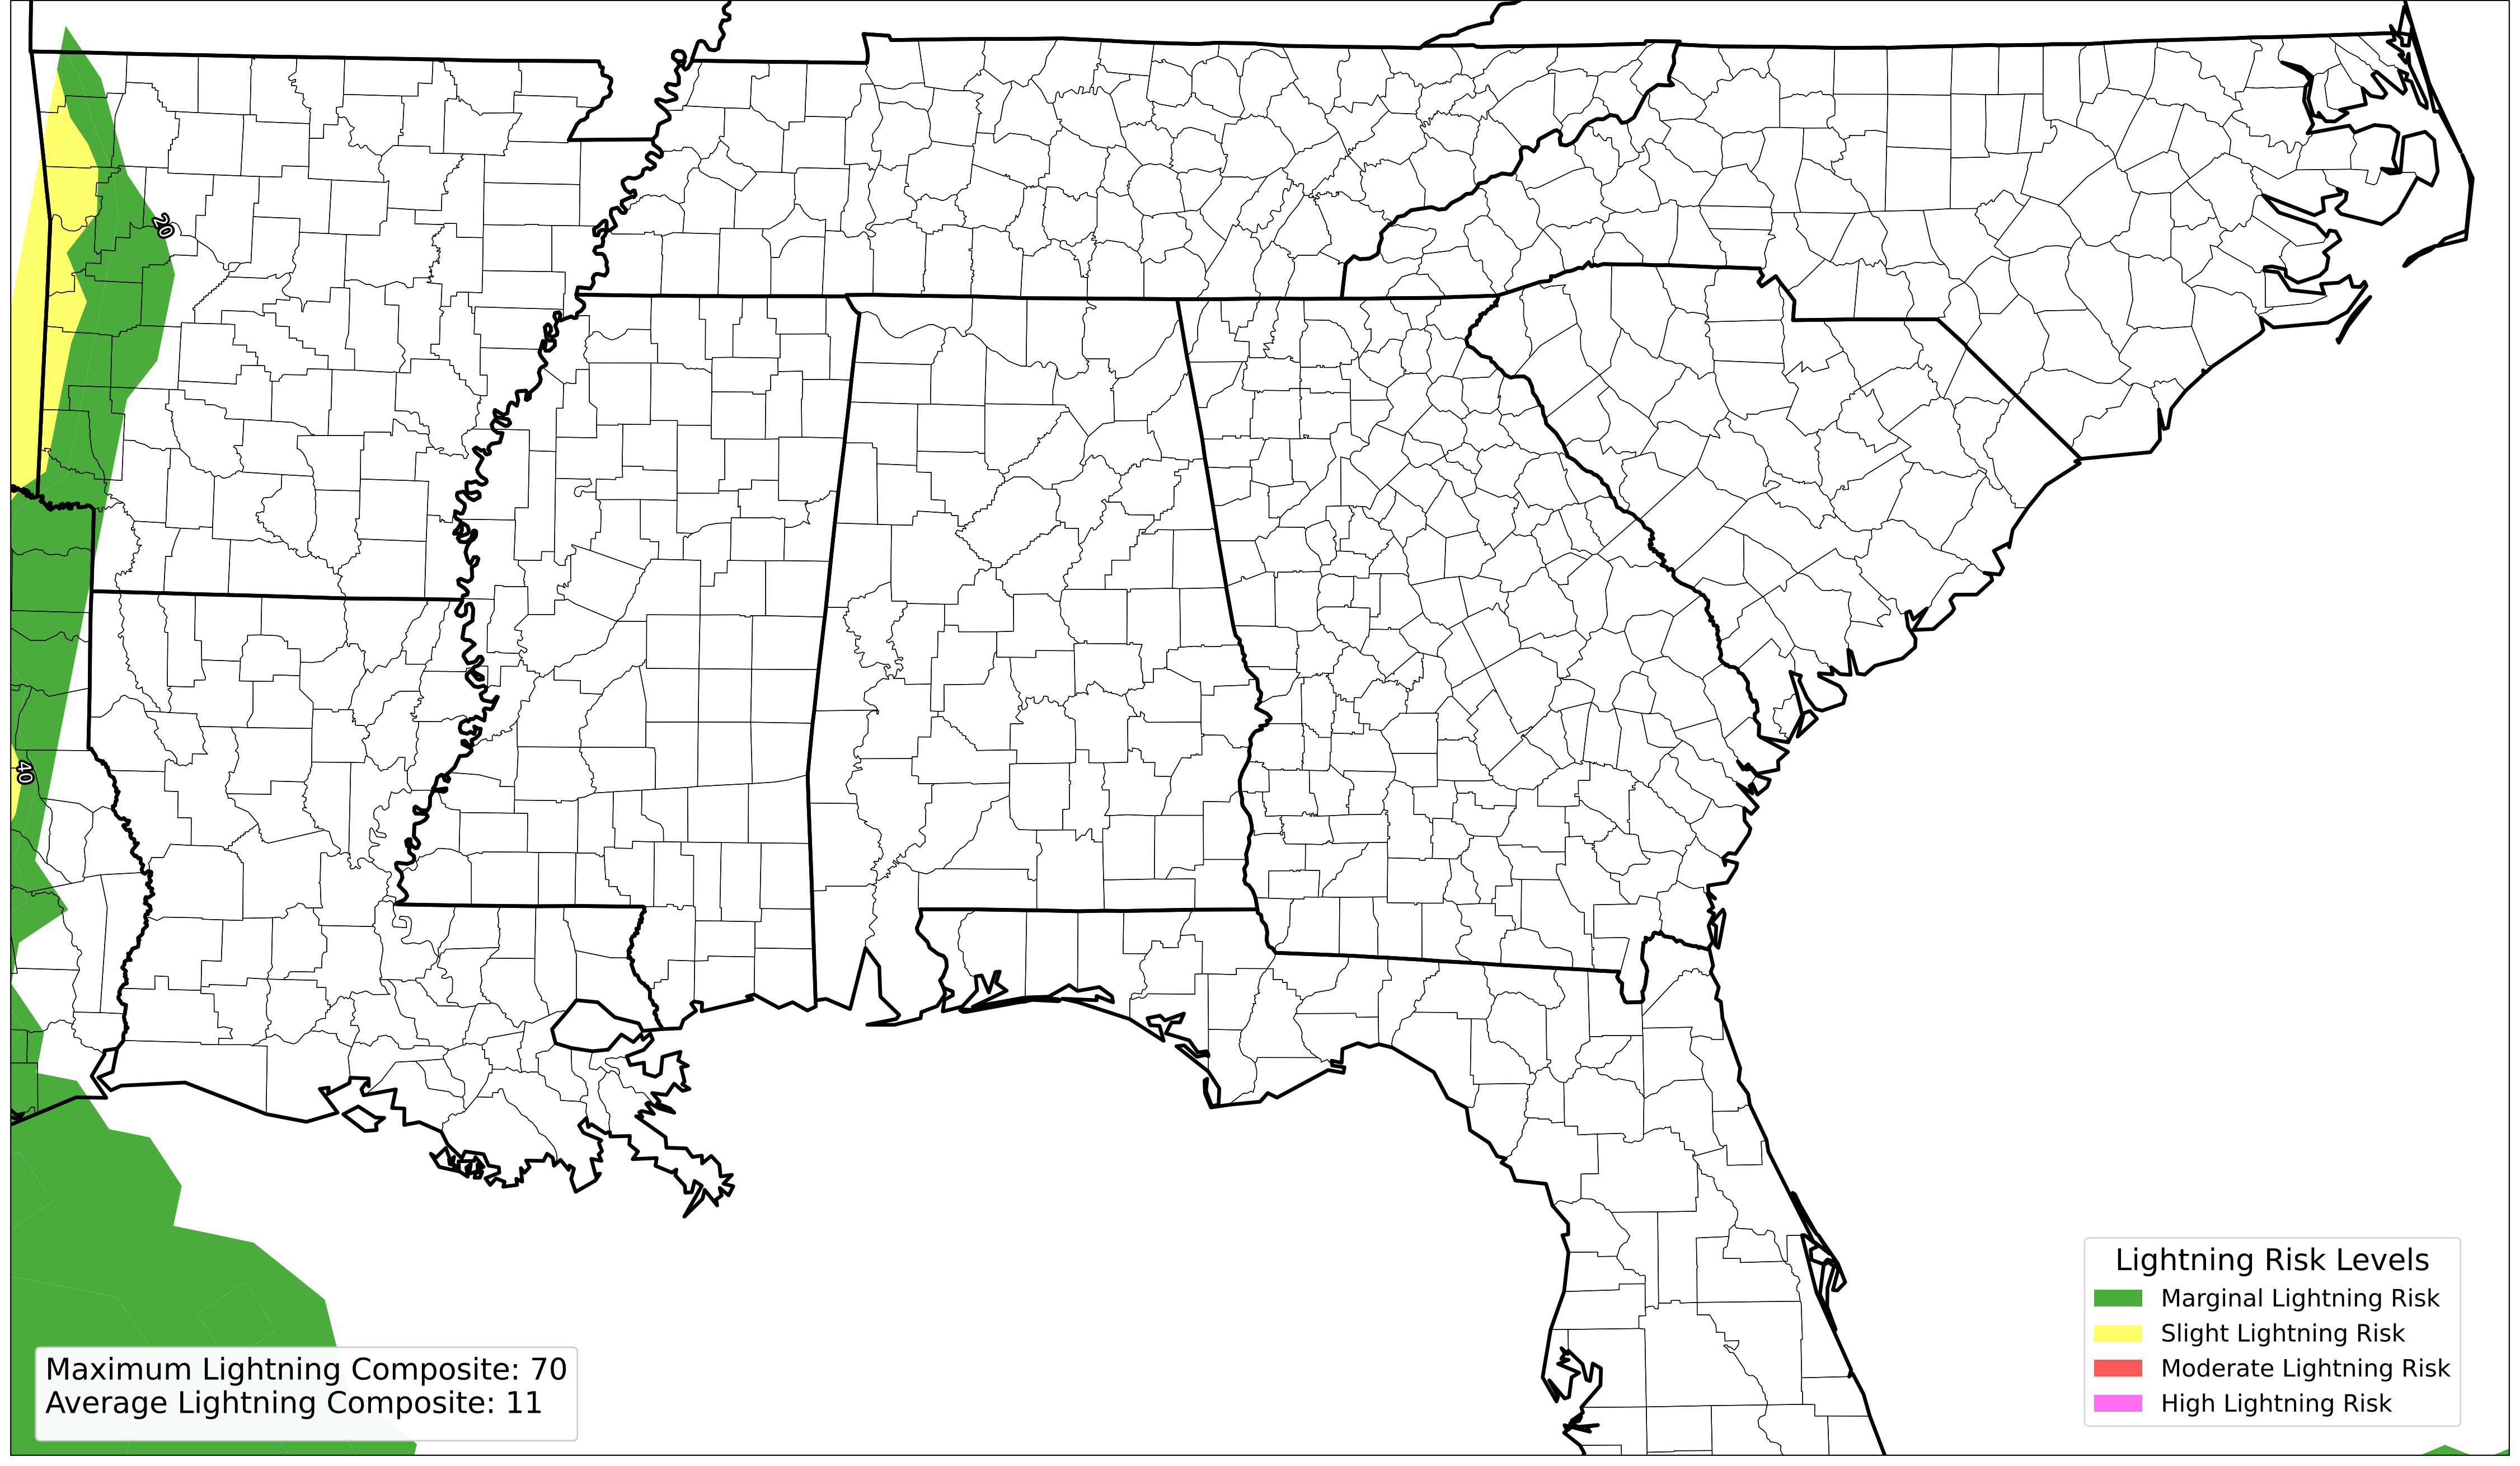 20
40
Maximum Lightning Composite: 70
Average Lightning Composite: 11
Lightning Risk Levels
Marginal Lightning Risk
Slight Lightning Risk
Moderate Lightning Risk
High Lightning Risk